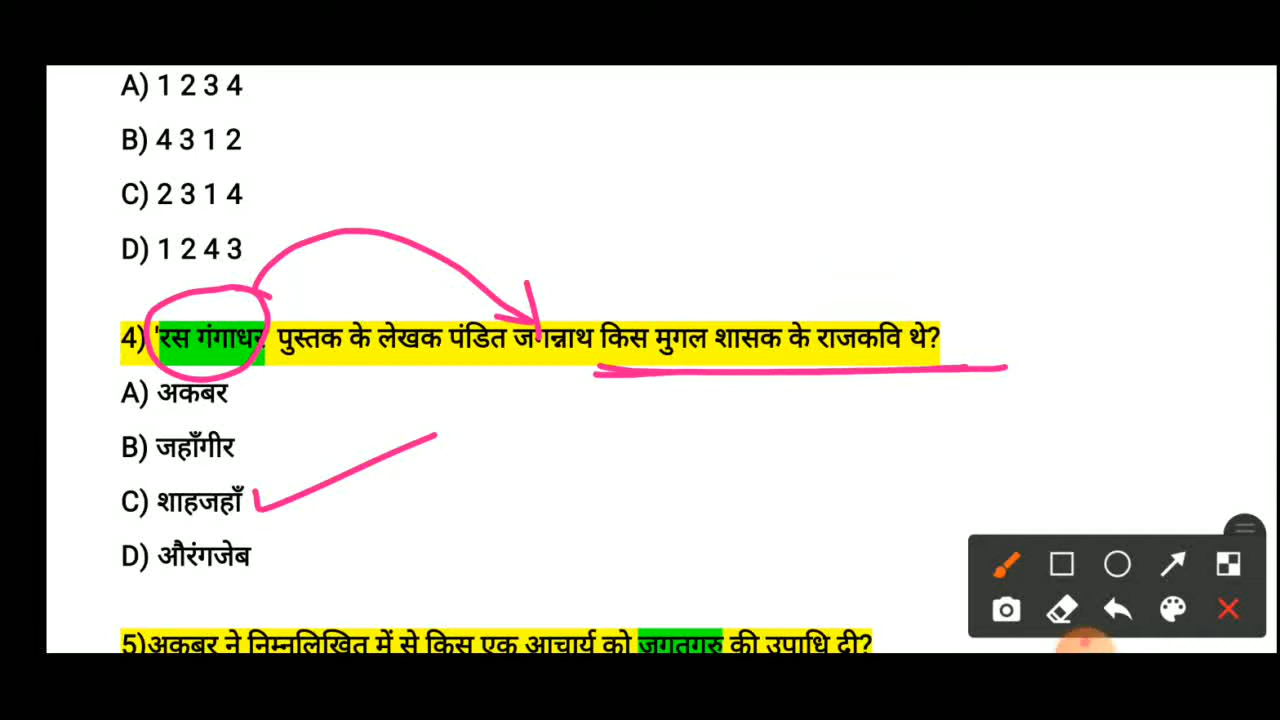 A) 1 2 3 4
B) 4 3 1 2
C) 2 3 1 4
D) 1 2 4 3
4) 'रस गंगाधर' पुस्तक के लेखक पंडित जगन्नाथ किस मुगल शासक के राजकवि थे?
A) अकबर
B) जहाँगीर
C) शाहजहाँ
D) औरंगजेब
5)अकबर ने निम्नलिखित में से किस एक आचार्य को जगतगुरु की उपाधि दी?